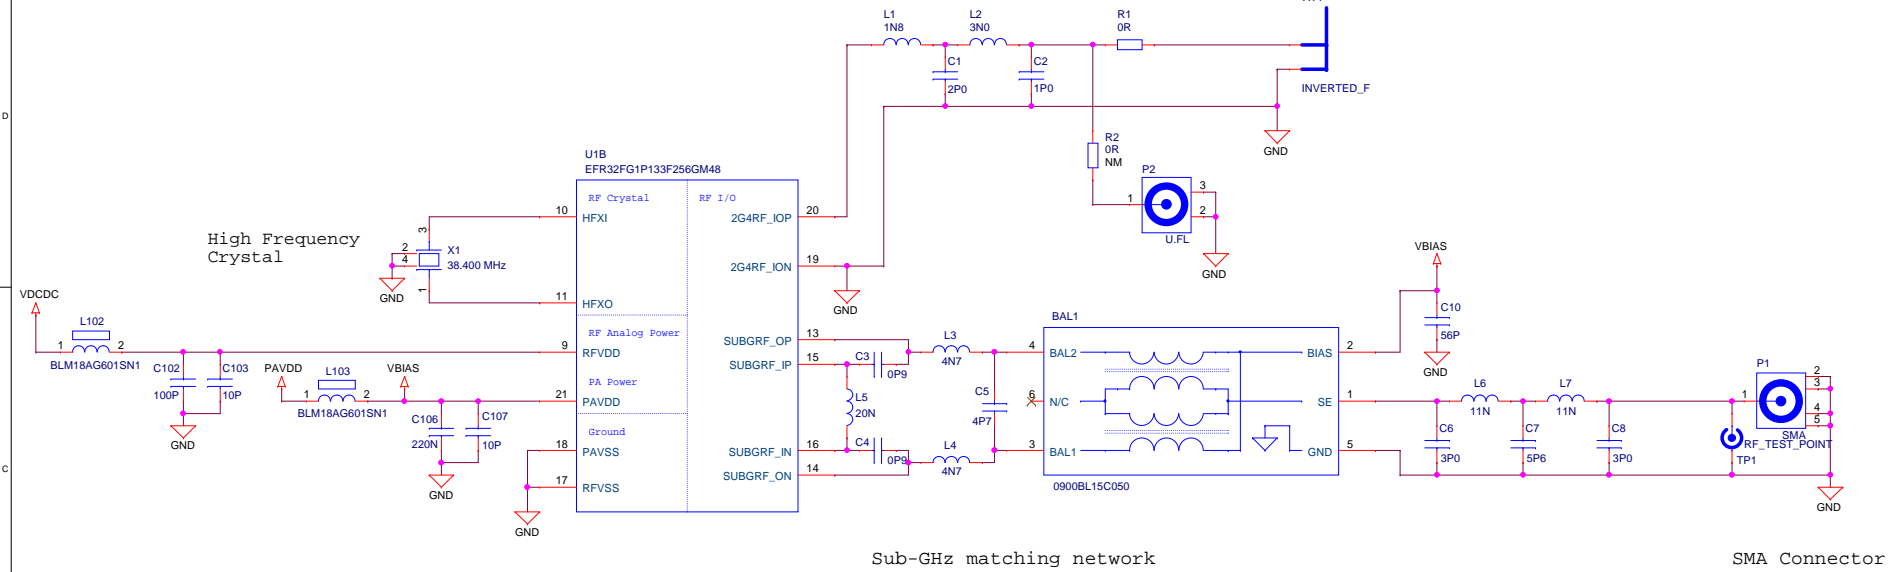 L1
1N8
L2
3N0
R1
0R
C1
2P0
C2
1P0
INVERTED_F
D
GND
R2
0R
NM
U1B
EFR32FG1P133F256GM48
P2
1
3
2
U.FL
GND
RF Crystal
RF I/O
10
HFXI
2G4RF_IOP
20
High Frequency
Crystal
3
2
4
1
X1
38.400 MHz
GND
2G4RF_ION
19
GND
11
HFXO
VBIAS
VDCDC
L102
1
2
BLM18AG601SN1
RF Analog Power
9
RFVDD
SUBGRF_OP
13
SUBGRF_IP
15
L3
4N7
C3
0P9
BAL1
4
BAL2
BIAS
2
C10
56P
GND
C102
100P
C103
10P
GND
PAVDD
L103
1
2
BLM18AG601SN1
VBIAS
PA Power
21
PAVDD
L5
20N
C5
4P7
6
N/C
SE
1
L6
11N
L7
11N
P1
1
2
3
4
5
SMA
C106
220N
C107
10P
GND
Ground
18
PAVSS
SUBGRF_IN
16
C4
0P9
L4
4N7
3
BAL1
GND
5
C6
3P0
C7
5P6
C8
3P0
RF_TEST_POINT
TP1
C
17
RFVSS
SUBGRF_ON
14
0900BL15C050
GND
GND
Sub-GHz matching network
SMA Connector